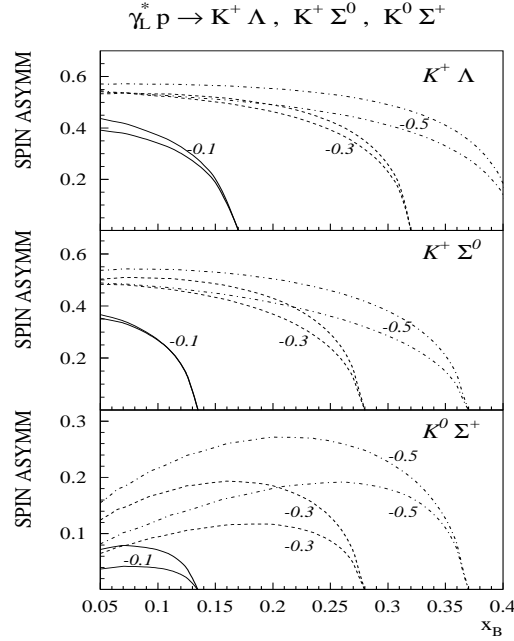 γ*L p → K+ Λ , K+ Σ0 , K0 Σ+
SPIN ASYMM
0.6
0.4
0.2
K+ Λ
-0.1
-0.3
-0.5
SPIN ASYMM
0.6
0.4
0.2
K+ Σ0
-0.1
-0.3
-0.5
SPIN ASYMM
0.3
0.2
0.1
K0 Σ+
-0.5
-0.5
-0.3
-0.3
-0.1
0.05 0.1 0.15 0.2 0.25 0.3 0.35 0.4
xB